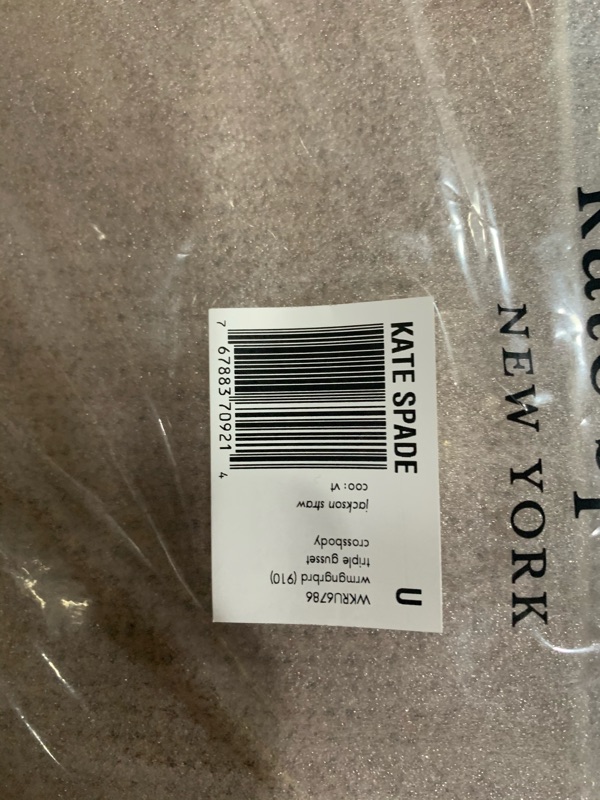 KATE SPADE
U
7 67883 70921 4
WKRU6786
wrmgngrbrd (910)
triple gusset
crossbody
jackson straw
coo: vt
NEW YORK